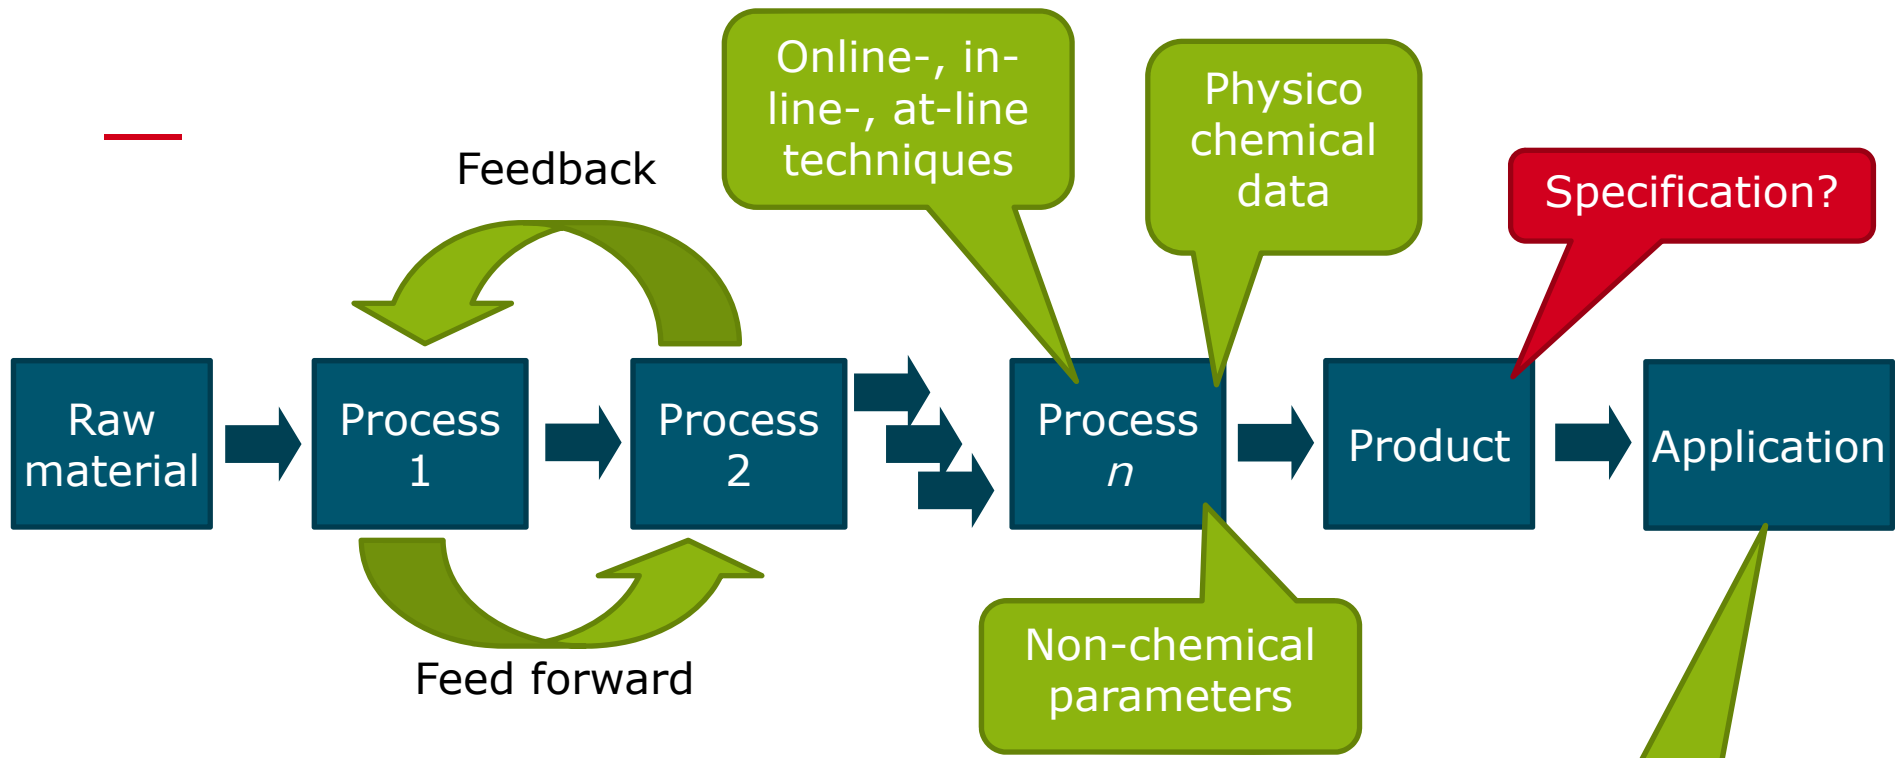 Online-, in-
line-, at-line
techniques
Physico
chemical
data
Feedback
Specification?
Raw
material
Process
1
Process
2
Process
n
Product
Application
Feed forward
Non-chemical
parameters